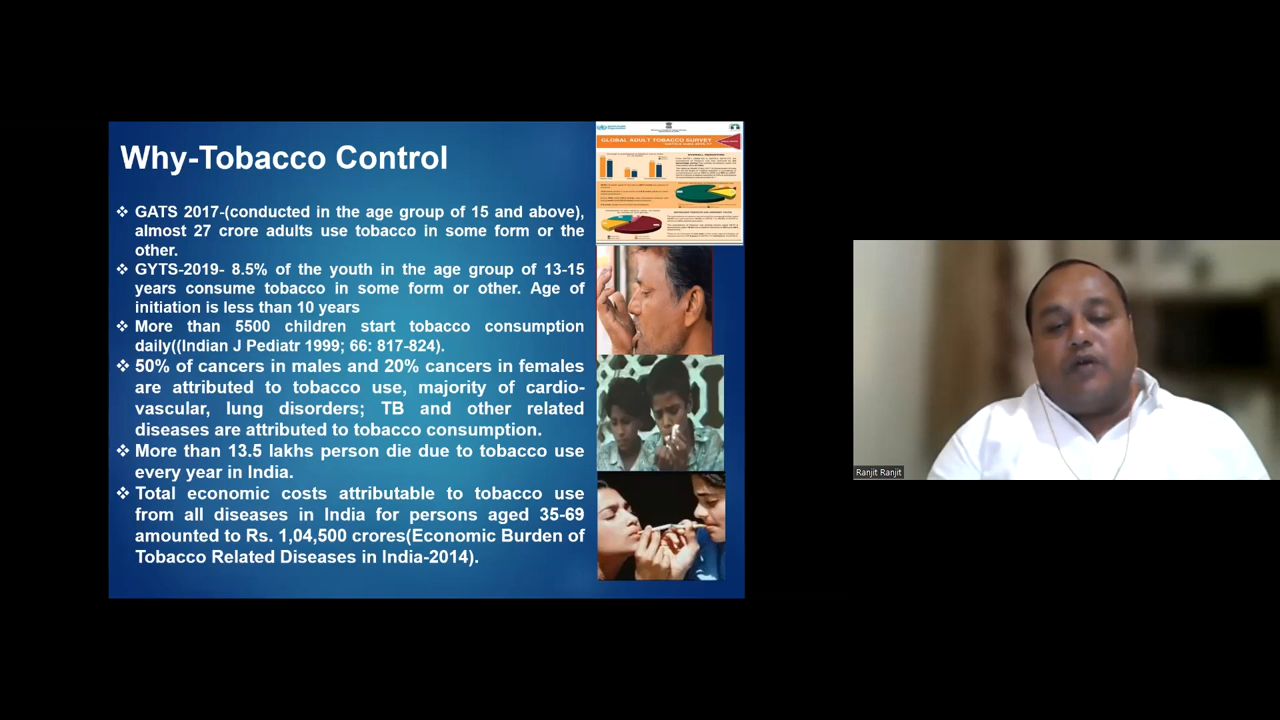 Why-Tobacco Control
❖ GATS 2017-(conducted in the age group of 15 and above),
almost 27 crore adults use tobacco in some form or the
other.
❖ GYTS-2019- 8.5% of the youth in the age group of 13-15
years consume tobacco in some form or other. Age of
initiation is less than 10 years
❖ More than 5500 children start tobacco consumption
daily((Indian J Pediatr 1999; 66: 817-824).
❖ 50% of cancers in males and 20% cancers in females
are attributed to tobacco use, majority of cardio-
vascular, lung disorders; TB and other related
diseases are attributed to tobacco consumption.
❖ More than 13.5 lakhs person die due to tobacco use
every year in India.
❖ Total economic costs attributable to tobacco use
from all diseases in India for persons aged 35-69
amounted to Rs. 1,04,500 crores(Economic Burden of
Tobacco Related Diseases in India-2014).
GLOBAL ADULT TOBACCO SURVEY
Ranjit Ranjit